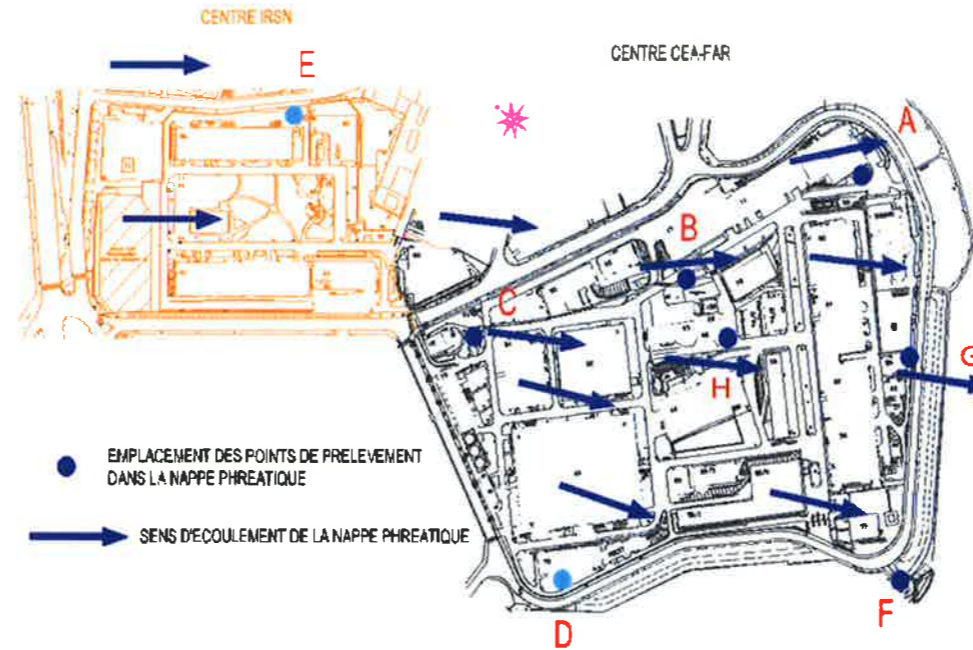 CENTRE IRSN
E
CENTRE CEA-FAR
A
B
C
G
H
EMPLACEMENT DES POINTS DE PRELEVEMENT
DANS LA NAPPE PHREATIQUE
SENS D'ECOULEMENT DE LA NAPPE PHREATIQUE
D
F